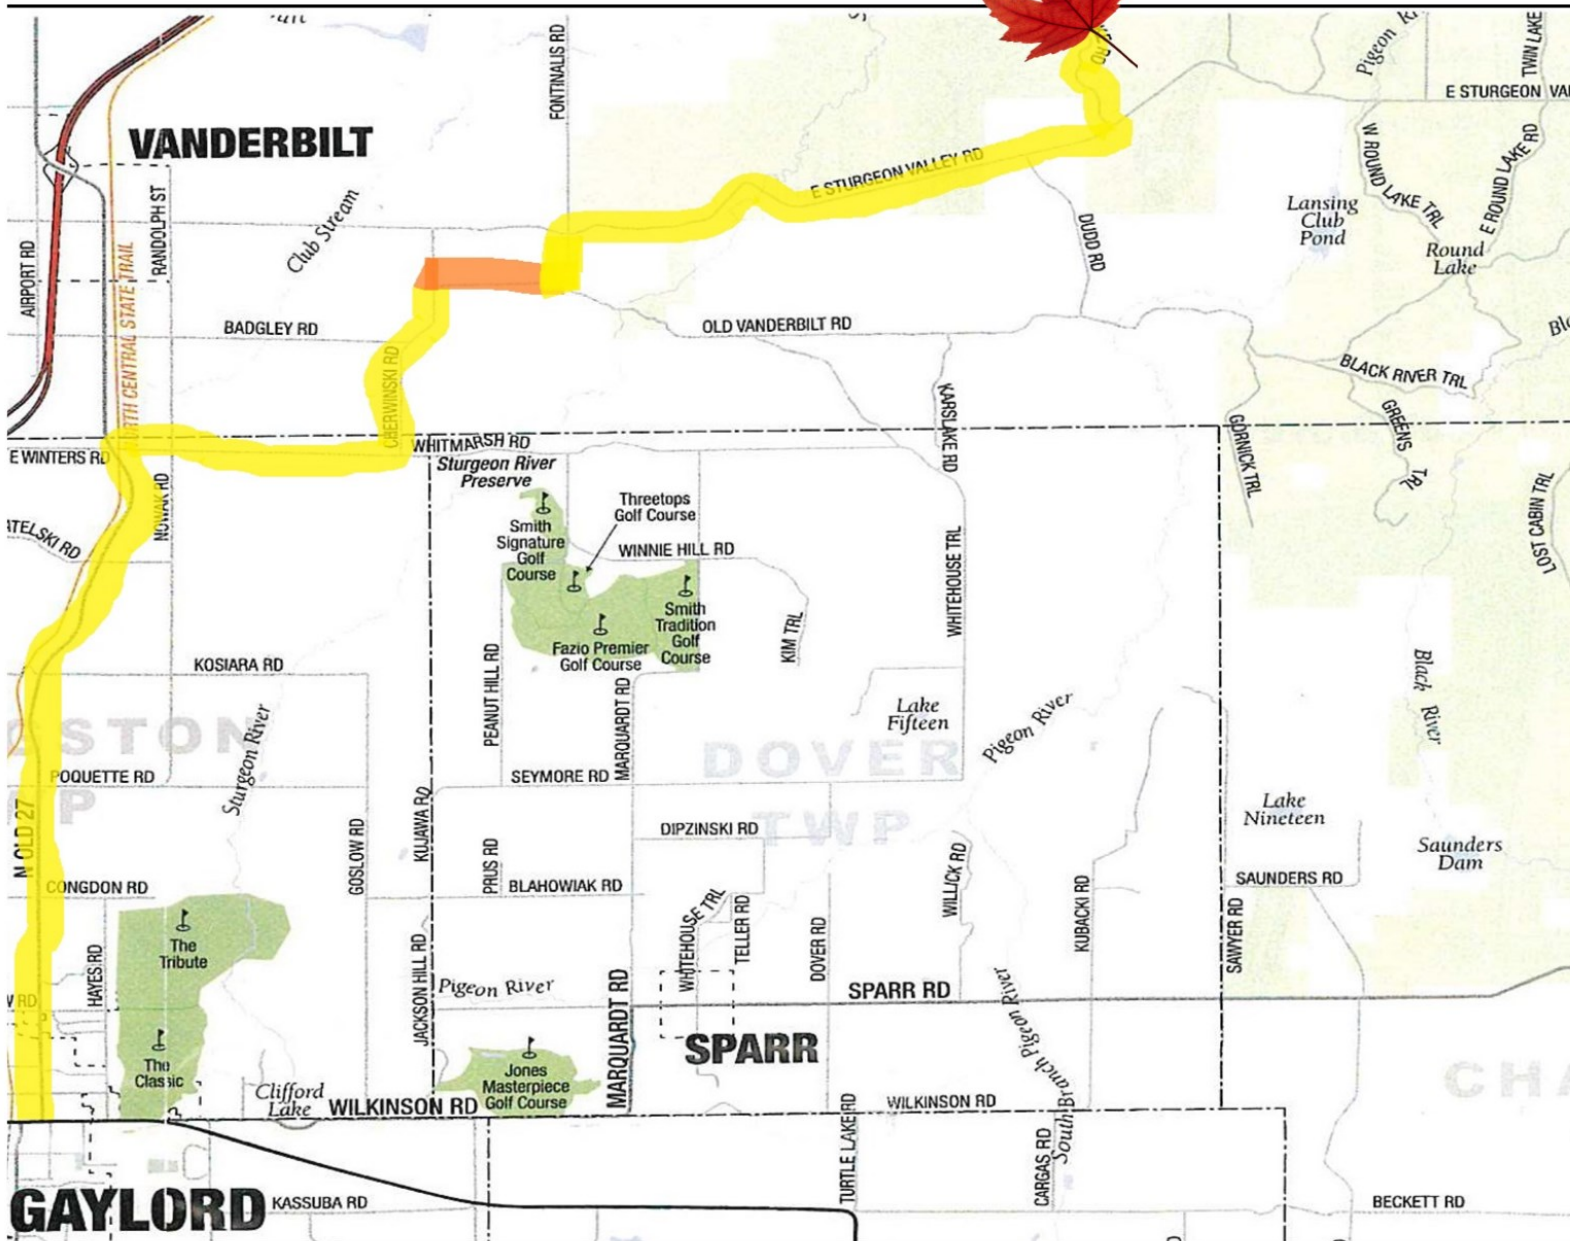 FONTINALIS RD
Pigeon
TWIN LAKE
E STURGEON VAL
VANDERBILT
RANDOLPH ST
Club Stream
AIRPORT RD
NORTH CENTRAL STATE TRAIL
E STURGEON VALLEY RD
DUDD RD
Lansing
Club
Pond
W ROUND LAKE TRL
E ROUND LAKE RD
Round
Lake
BADGLEY RD
OLD VANDERBILT RD
CHERWINSKI RD
KARSLAKE RD
BLACK RIVER TRL
GREENS
TRL
GORNICK TRL
LOST CABIN TRL
E WINTERS RD
WHITMARSH RD
Sturgeon River
Preserve
NOWAK RD
ATELSKI RD
Smith
Signature
Golf
Course
Threetops
Golf Course
WINNIE HILL RD
Smith
Tradition
Golf
Course
Fazio Premier
Golf Course
KIM TRL
WHITEHOUSE TRL
KOSIARA RD
PEANUT HILL RD
MARQUARDT RD
Lake
Fifteen
Pigeon River
Black River
Sturgeon River
GSTON
P
DOVER
TWP
POQUETTE RD
SEYMORE RD
N OLD 27
GOSLOW RD
KUJAWA RD
PRUS RD
DIPZINSKI RD
Lake
Nineteen
Saunders
Dam
CONGDON RD
BLAHOWIAK RD
WHITEHOUSE TRL
TELLER RD
DOVER RD
WILLICK RD
KUBACKI RD
SAUNDERS RD
SAWYER RD
The
Tribute
HAYES RD
JACKSON HILL RD
Pigeon River
MARQUARDT RD
SPARR RD
W RD
SPARR
South Branch Pigeon River
The
Classic
Jones
Masterpiece
Golf Course
Clifford
Lake
WILKINSON RD
WILKINSON RD
CHA
TURTLE LAKE RD
CARGAS RD
GAYLORD
KASSUBA RD
BECKETT RD